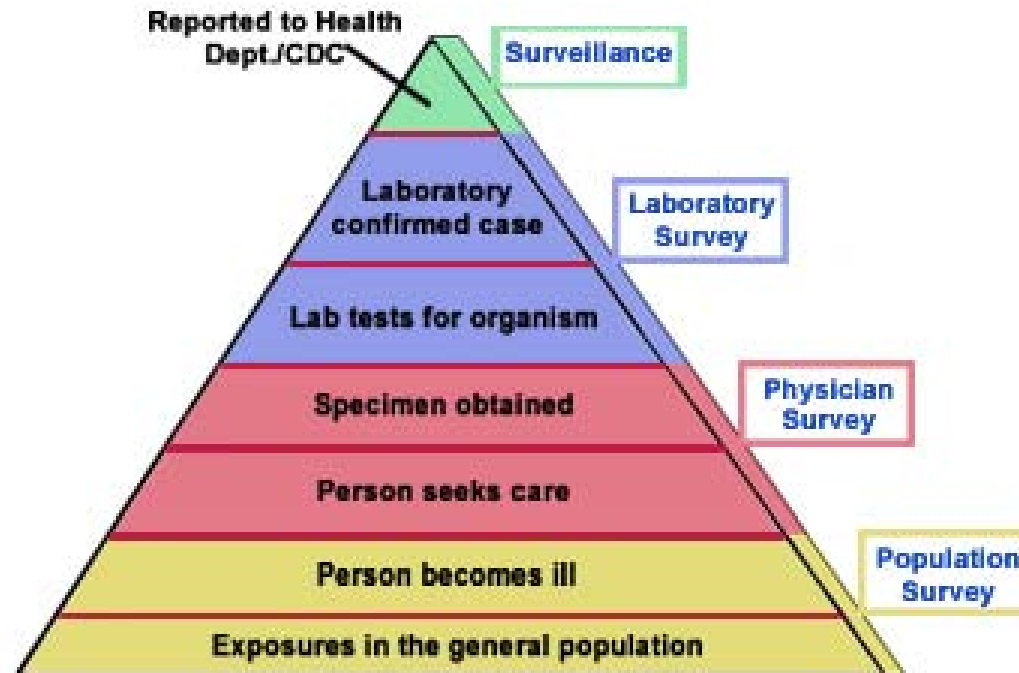 Reported to Health
Dept./CDC
Surveillance
Laboratory
confirmed case
Laboratory
Survey
Lab tests for organism
Specimen obtained
Physician
Survey
Person seeks care
Person becomes ill
Population
Survey
Exposures in the general population